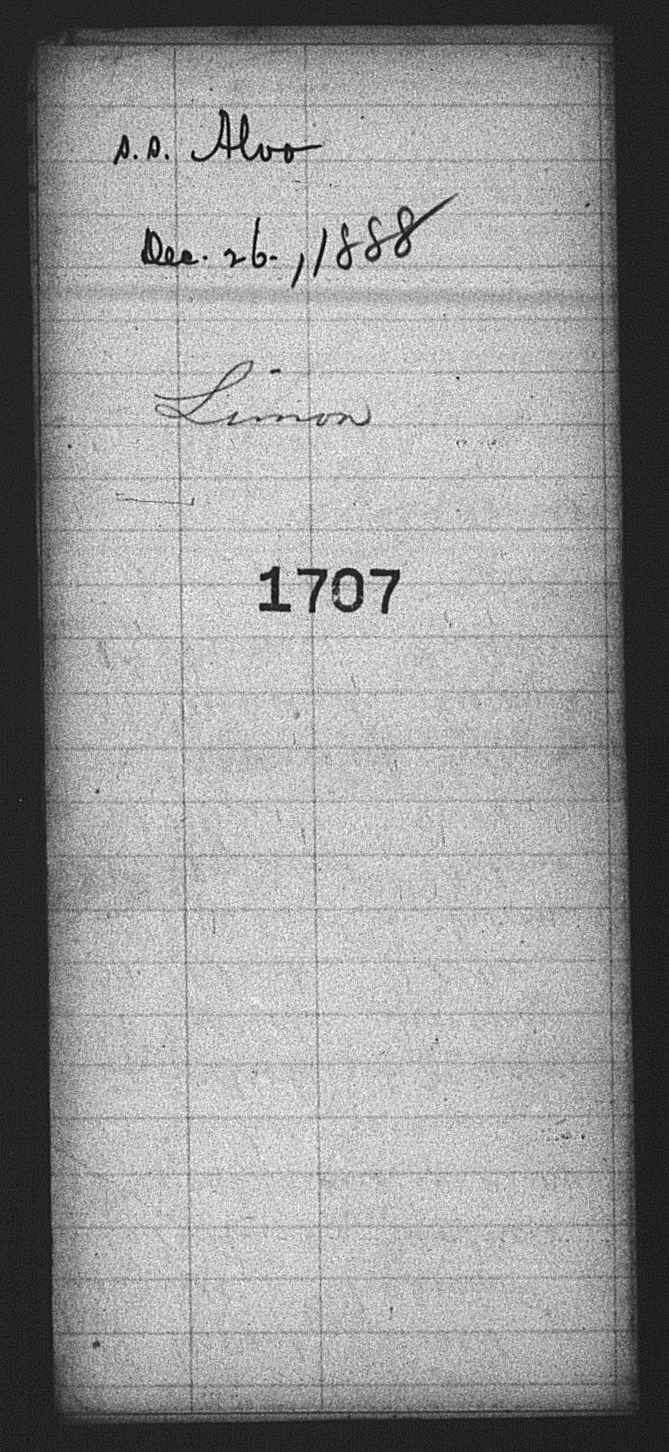 s.s. Alvo
Dec. 26., 1888
Limon
1707